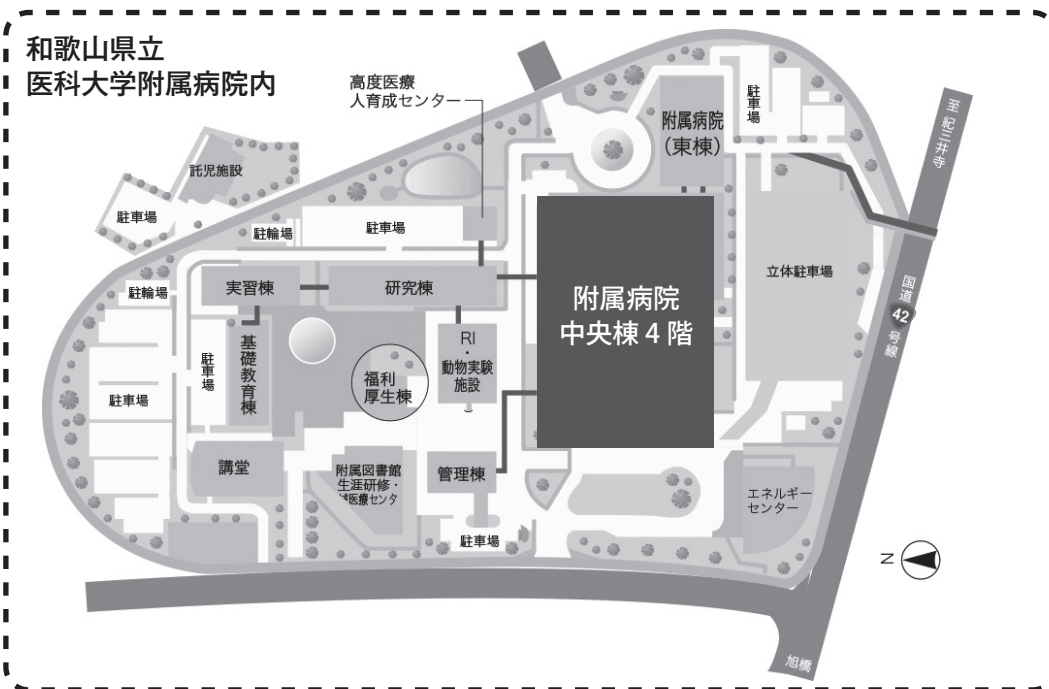 和歌山県立
医科大学附属病院内
高度医療
人育成センター
附属病院
（東棟）
駐車場
至 紀三井寺
託児施設
駐車場
駐輪場
駐車場
立体駐車場
駐輪場
実習棟
研究棟
附属病院
中央棟４階
国道
42
号線
RI
・
動物実験
施設
基礎教育棟
駐車場
福利
厚生棟
駐車場
講堂
附属図書館
生涯研修・
域医療センタ
管理棟
エネルギー
センター
駐車場
N
旭橋